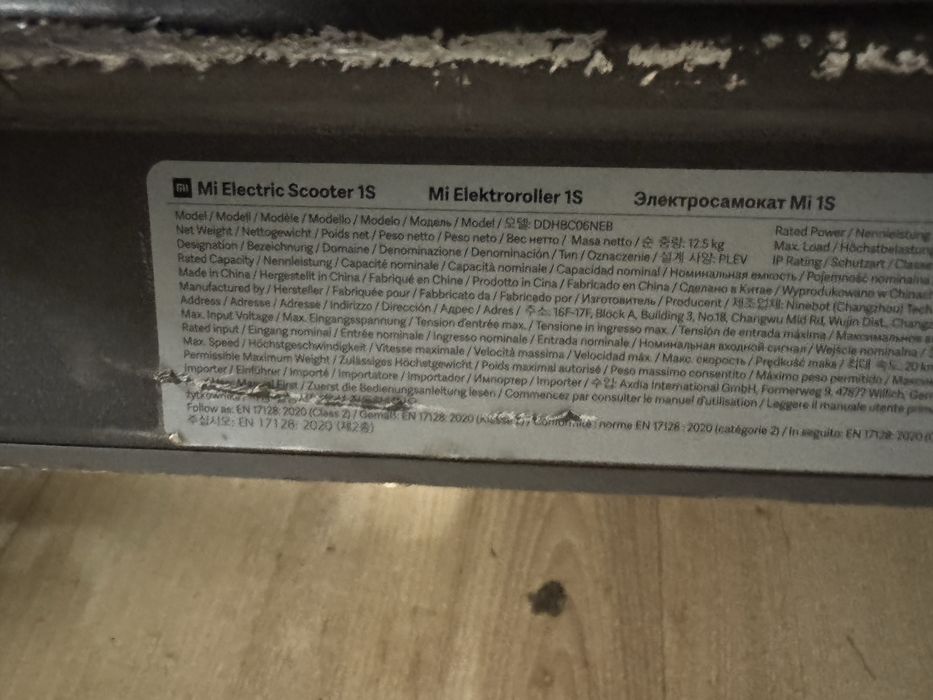 mi Mi Electric Scooter 1S Mi Elektroroller 1S Электросамокат Mi 1S
Model / Modell / Modèle / Modello / Modelo / Модель / Model / 모델: DDHBC06NEB Rated Power / Nennleistung
Net Weight / Nettogewicht / Poids net / Peso netto / Peso neto / Вес нетто / Masa netto / 순 중량: 12.5 kg Max. Load / Höchstbelastung
Designation / Bezeichnung / Domaine / Denominazione / Denominación / Тип / Oznaczenie / 설계 사양: PLEV IP Rating / Schutzart / Classe
Rated Capacity / Nennleistung / Capacité nominale / Capacità nominale / Capacidad nominal / Номинальная емкость / Pojemność nominalna
Made in China / Hergestellt in China / Fabriqué en Chine / Prodotto in Cina / Fabricado en China / Сделано в Китае / Wyprodukowano w Chinach
Manufactured by / Hersteller / Fabriquée pour / Fabbricato da / Fabricado por / Изготовитель / Producent / 제조업체: Ninebot (Changzhou) Tech
Address / Adresse / Adresse / Indirizzo / Dirección / Адрес / Adres / 주소: 16F-17F, Block A, Building 3, No.18, Changwu Mid Rd, Wujin Dist.,
Max. Input Voltage / Max. Eingangsspannung / Tension d'entrée max. / Tensione in ingresso max. / Tensión de entrada máxima /
Rated input / Eingang nominal / Entrée nominale / Ingresso nominale / Entrada nominale / Номинальная входной сигнал / Wejście nominalna /
Max. Speed / Höchstgeschwindigkeit / Vitesse maximale / Velocità massima / Velocidad máx. / Макс. скорость / Prędkość maks / 최대 속도: 20 km
Permissible Maximum Weight / Zulässiges Höchstgewicht / Poids maximal autorisé / Peso massimo consentito / Máximo peso permitido /
Importer / Einführer / Importé / Importatore / Importador / Импортер / Importer / 수입: Axdia International GmbH, Formerweg 9, 47877 Willich,
First / Zuerst die Bedienungsanleitung lesen / Commencez par consulter le manuel d'utilisation / Leggere il manuale utente
Follow as: EN 17128: 2020 (Class 2) / Gemäß: EN 17128: 2020 / Conformité : norme EN 17128 : 2020 (catégorie 2) / In seguito: EN 17128: 2020
주십시오: EN 17128: 2020 (제2종)